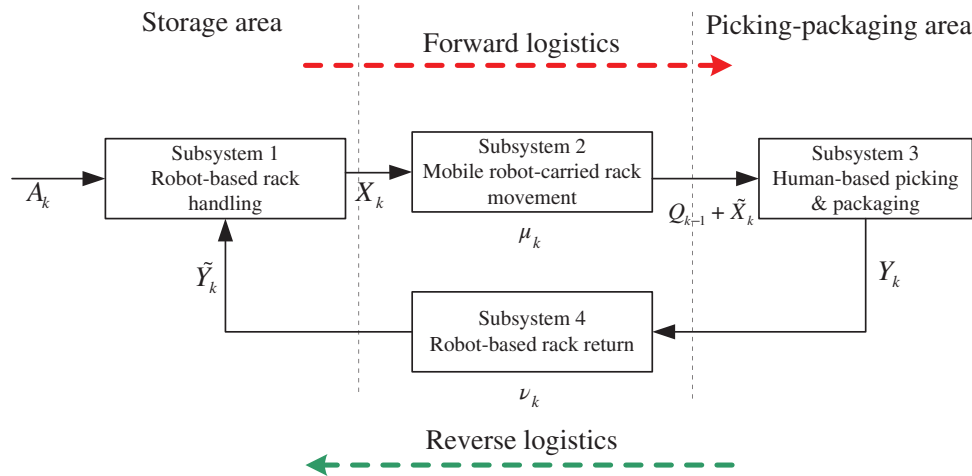 Storage area
Forward logistics
Picking-packaging area
Subsystem 1
Robot-based rack
handling
Subsystem 2
Mobile robot-carried rack
movement
Subsystem 3
Human-based picking
& packaging
A_k
X_k
Q_{k-1} + X̃_k
μ_k
Ỹ_k
Y_k
Subsystem 4
Robot-based rack return
ν_k
Reverse logistics